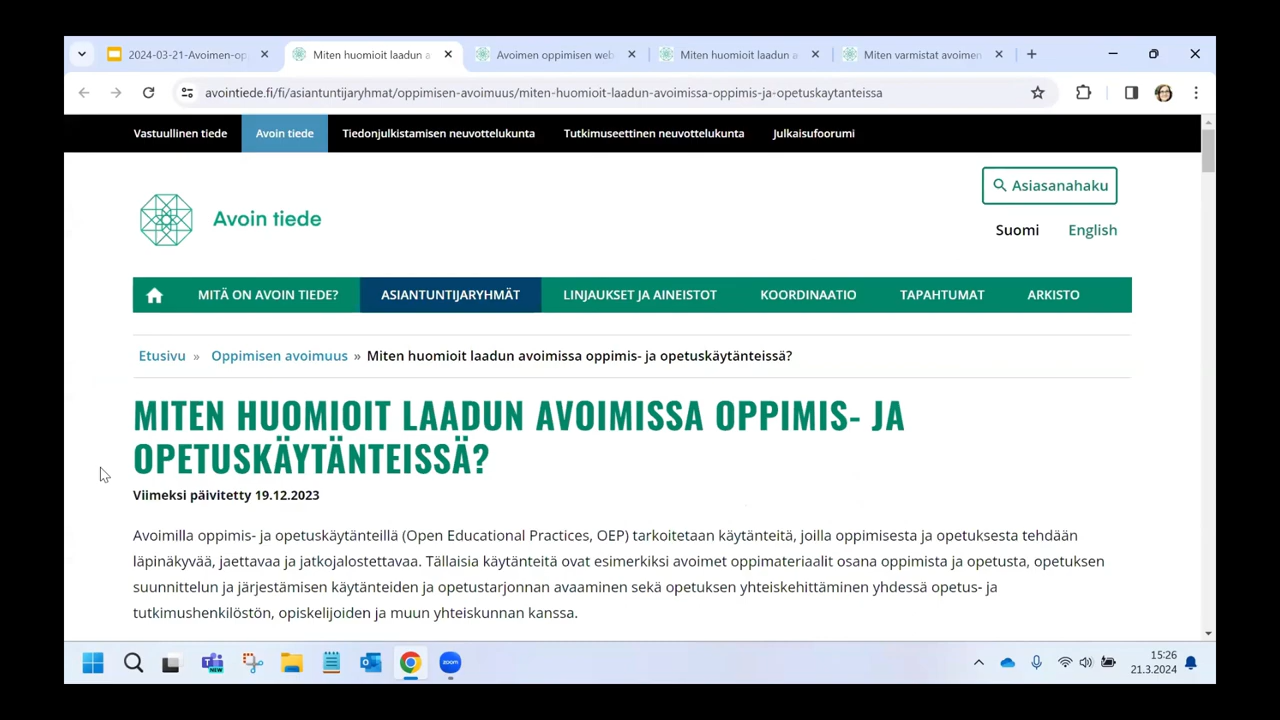 2024-03-21-Avoimen-op
Miten huomioit laadun a
Avoimen oppimisen web
Miten huomioit laadun a
Miten varmistat avoimen
avointiede.fi/fi/asiantuntijaryhmat/oppimisen-avoimuus/miten-huomioit-laadun-avoimissa-oppimis-ja-opetuskaytanteissa
Vastuullinen tiede
Avoin tiede
Tiedonjulkistamisen neuvottelukunta
Tutkimuseettinen neuvottelukunta
Julkaisufoorumi
Asiasanahaku
Avoin tiede
Suomi
English
MITÄ ON AVOIN TIEDE?
ASIANTUNTIJARYHMÄT
LINJAUKSET JA AINEISTOT
KOORDINAATIO
TAPAHTUMAT
ARKISTO
Etusivu » Oppimisen avoimuus » Miten huomioit laadun avoimissa oppimis- ja opetuskäytänteissä?
MITEN HUOMIOIT LAADUN AVOIMISSA OPPIMIS- JA
OPETUSKÄYTÄNTEISSÄ?
Viimeksi päivitetty 19.12.2023
Avoimilla oppimis- ja opetuskäytänteillä (Open Educational Practices, OEP) tarkoitetaan käytänteitä, joilla oppimisesta ja opetuksesta tehdään
läpinäkyvää, jaettavaa ja jatkojalostettavaa. Tällaisia käytänteitä ovat esimerkiksi avoimet oppimateriaalit osana oppimista ja opetusta, opetuksen
suunnittelun ja järjestämisen käytänteiden ja opetustarjonnan avaaminen sekä opetuksen yhteiskehittäminen yhdessä opetus- ja
tutkimushenkilöstön, opiskelijoiden ja muun yhteiskunnan kanssa.
NEW
zoom
15:26
21.3.2024